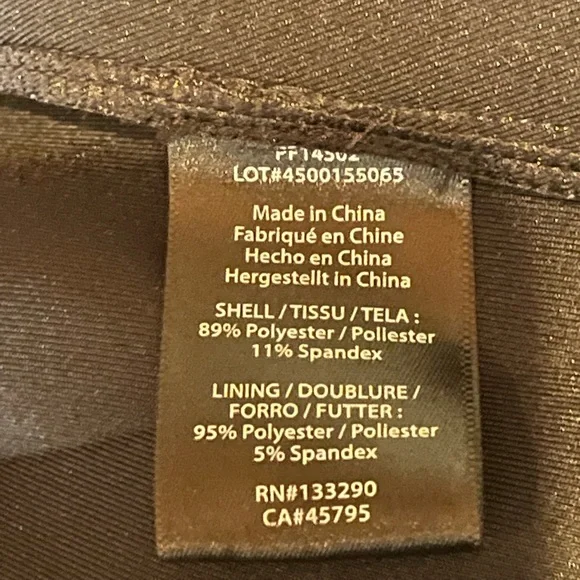 LOT#4500155065
Made in China
Fabriqué en Chine
Hecho en China
Hergestellt in China
SHELL / TISSU / TELA :
89% Polyester / Poliester
11% Spandex
LINING / DOUBLURE /
FORRO / FUTTER :
95% Polyester / Poliester
5% Spandex
RN#133290
CA#45795